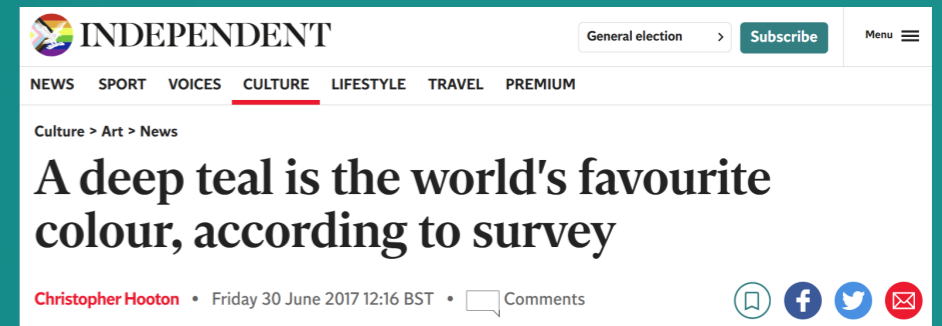 INDEPENDENT
General election > Subscribe Menu
NEWS SPORT VOICES CULTURE LIFESTYLE TRAVEL PREMIUM
Culture > Art > News
A deep teal is the world's favourite
colour, according to survey
Christopher Hooton • Friday 30 June 2017 12:16 BST • Comments